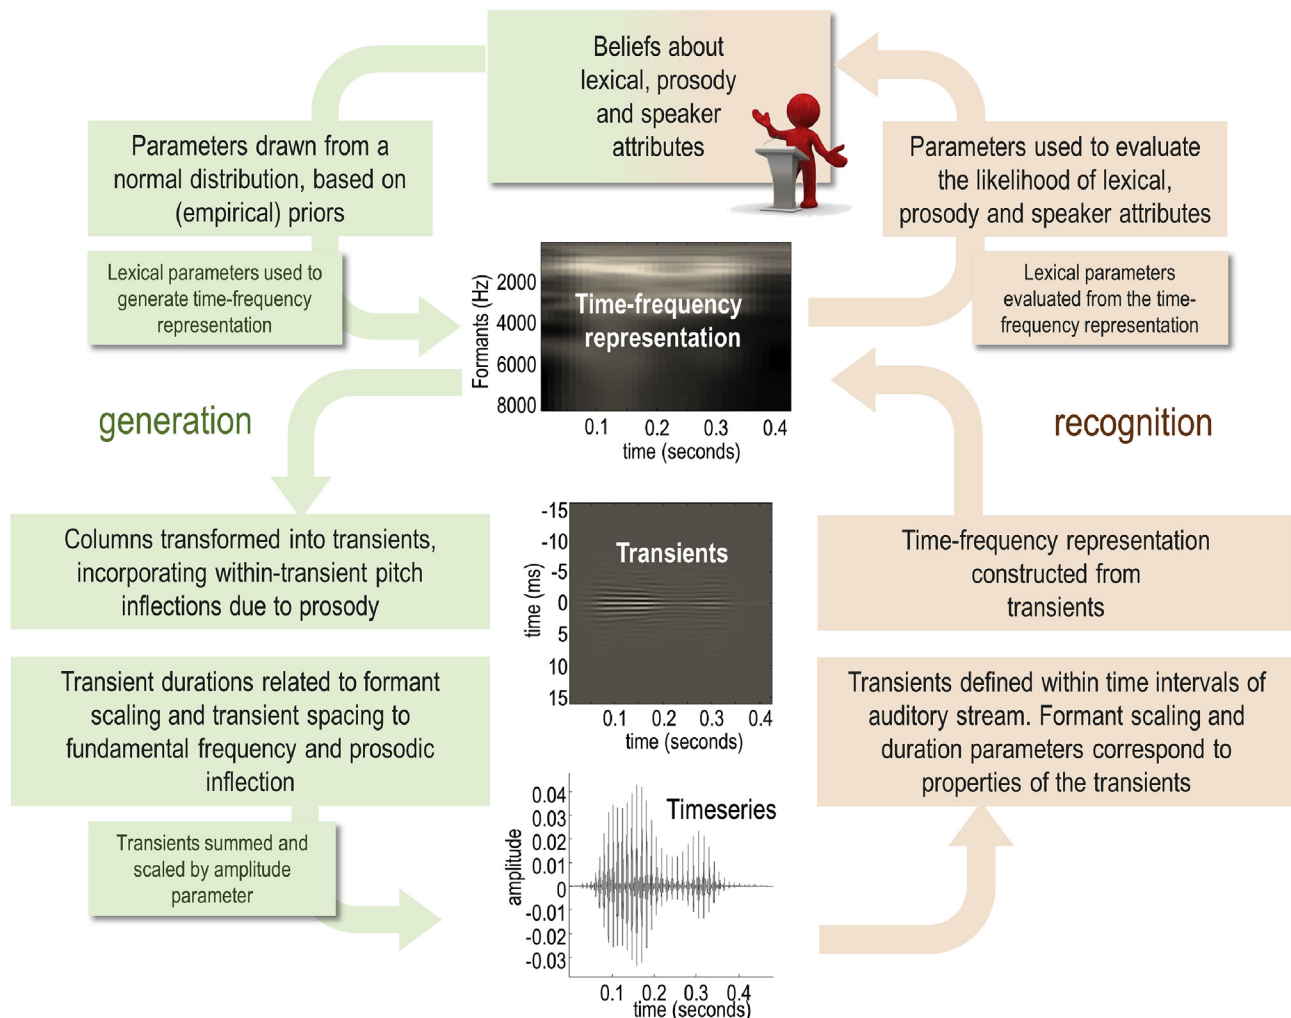 Beliefs about
lexical, prosody
and speaker
attributes
Parameters drawn from a
normal distribution, based on
(empirical) priors
Lexical parameters used to
generate time-frequency
representation
Parameters used to evaluate
the likelihood of lexical,
prosody and speaker attributes
Lexical parameters
evaluated from the time-
frequency representation
Formants (Hz)
2000
4000
6000
8000
Time-frequency
representation
0.1 0.2 0.3 0.4
time (seconds)
generation
recognition
Columns transformed into transients,
incorporating within-transient pitch
inflections due to prosody
time (ms)
-15
-10
-5
0
5
10
15
Transients
0.1 0.2 0.3 0.4
time (seconds)
Time-frequency representation
constructed from
transients
Transient durations related to formant
scaling and transient spacing to
fundamental frequency and prosodic
inflection
Transients summed and
scaled by amplitude
parameter
Transients defined within time intervals of
auditory stream. Formant scaling and
duration parameters correspond to
properties of the transients
amplitude
0.04
0.03
0.02
0.01
0
-0.01
-0.02
-0.03
Timeseries
0.1 0.2 0.3 0.4
time (seconds)